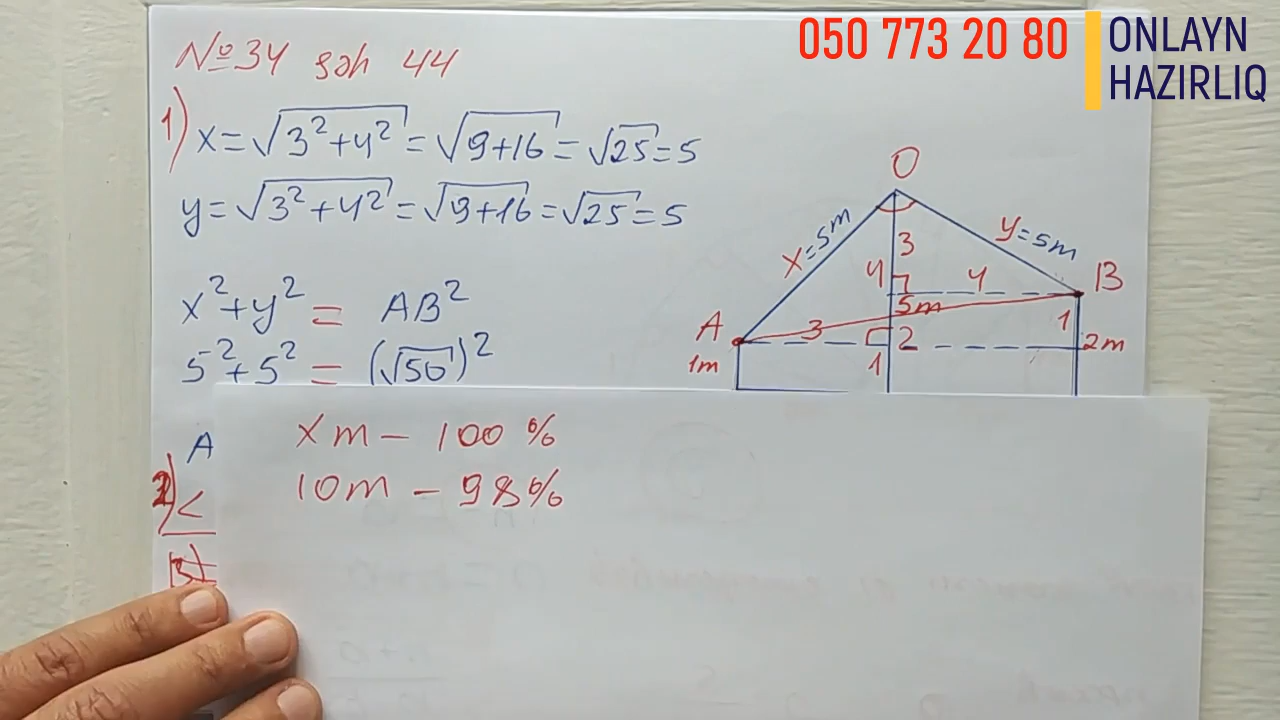 050 773 20 80
ONLAYN
HAZIRLIQ
№34 səh 44
1) x=√3²+4² = √9+16 = √25 = 5
y=√3²+4² = √9+16 = √25 = 5
x²+y² = AB²
5²+5² = (√50)²
A
2) <
O
x=5m
y=5m
3
4
4
B
5m
A
3
1
1m
2
2m
1
xm – 100 %
10m – 98%